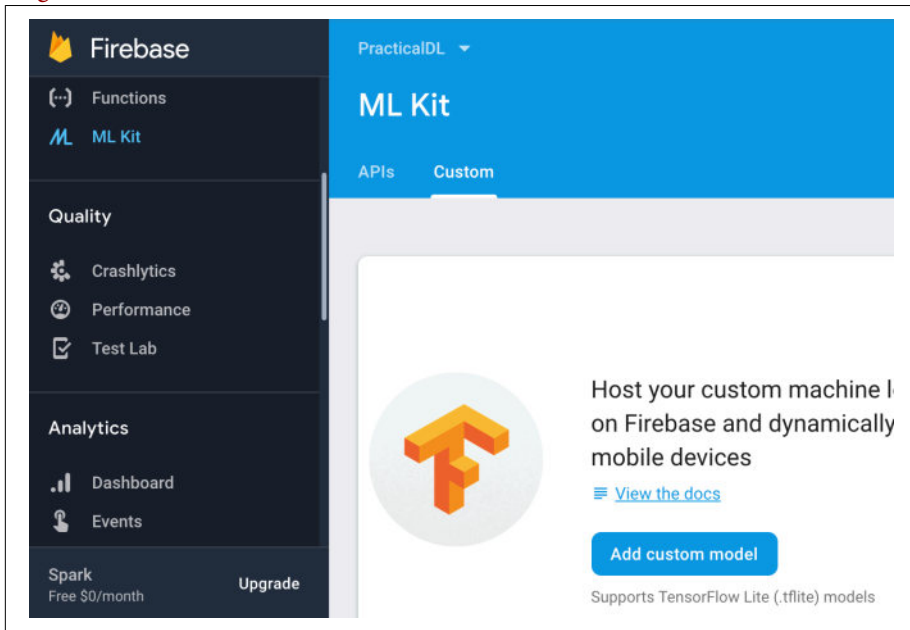 Firebase
Functions
ML Kit
Quality
Crashlytics
Performance
Test Lab
Analytics
Dashboard
Events
Spark
Free $0/month
Upgrade
PracticalDL
ML Kit
APIs Custom
Host your custom machine
on Firebase and dynamically
mobile devices
View the docs
Add custom model
Supports TensorFlow Lite (.tflite) models